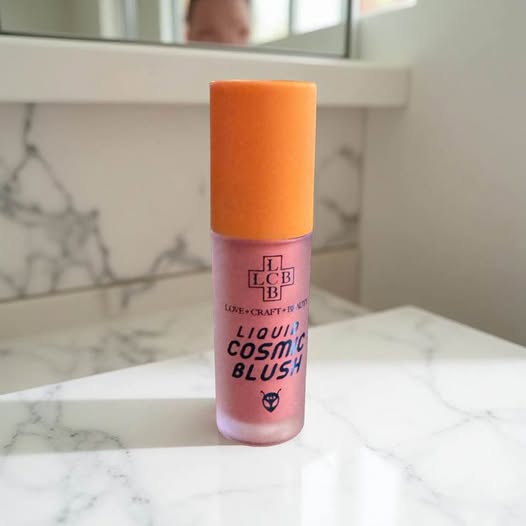 L
LCB
B
LOVE+CRAFT+BEAUTY
LIQUID
COSMIC
BLUSH